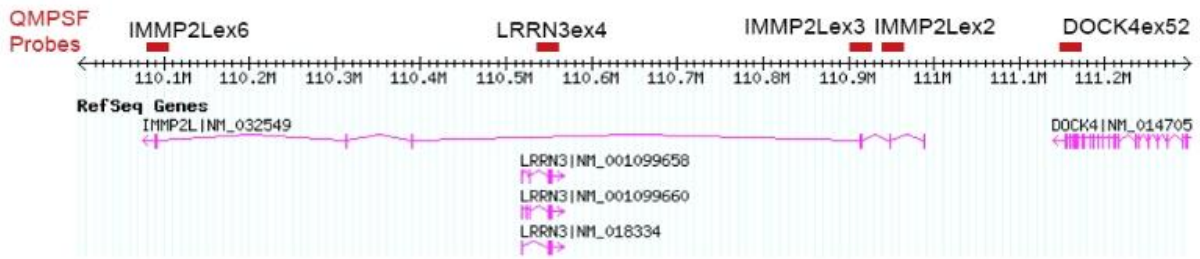 QMPSF
Probes
IMMP2Lex6 LRRN3ex4 IMMP2Lex3 IMMP2Lex2 DOCK4ex52
110.1M 110.2M 110.3M 110.4M 110.5M 110.6M 110.7M 110.8M 110.9M 111M 111.1M 111.2M
RefSeq Genes
IMMP2L|NM_032549 DOCK4|NM_014705
LRRN3|NM_001099658
LRRN3|NM_001099660
LRRN3|NM_018334